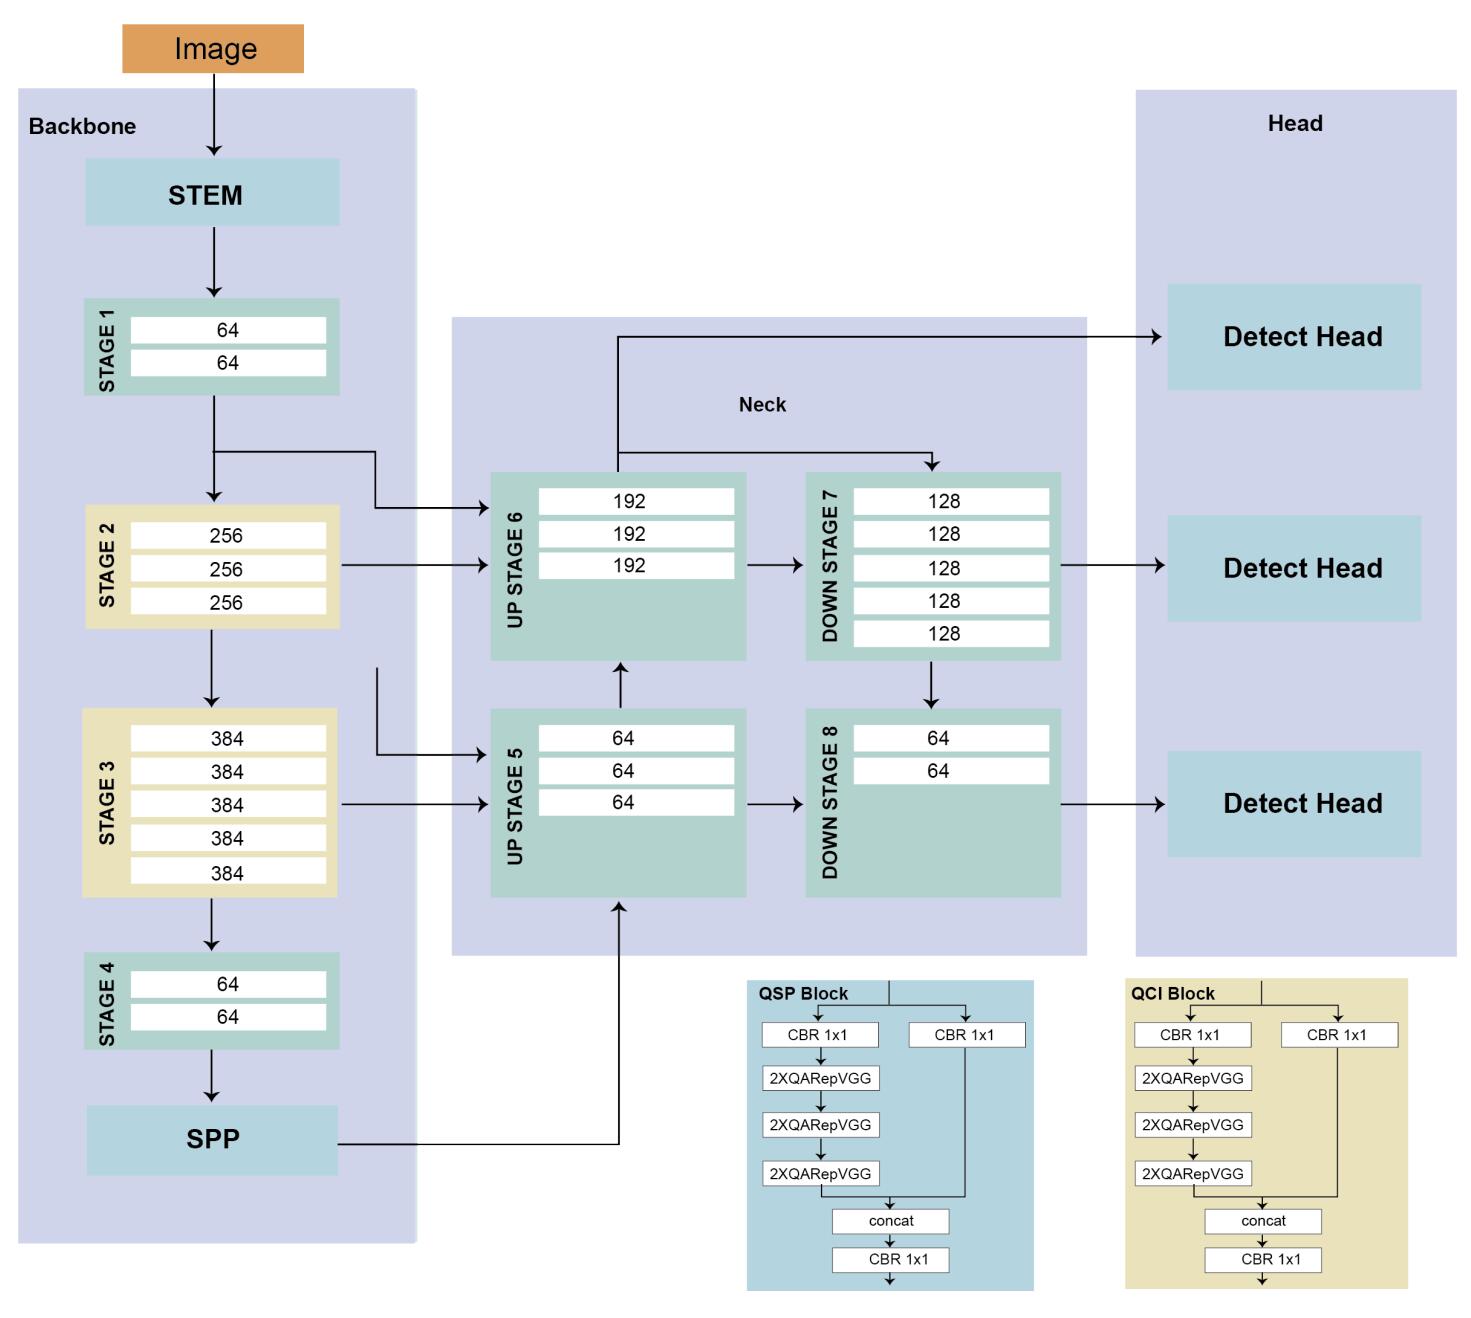 Image
Backbone
STEM
STAGE 1
64
64
STAGE 2
256
256
256
STAGE 3
384
384
384
384
384
STAGE 4
64
64
SPP
Neck
UP STAGE 6
192
192
192
DOWN STAGE 7
128
128
128
128
128
UP STAGE 5
64
64
64
DOWN STAGE 8
64
64
Head
Detect Head
Detect Head
Detect Head
QSP Block
CBR 1x1
CBR 1x1
2XQARepVGG
2XQARepVGG
2XQARepVGG
concat
CBR 1x1
QCI Block
CBR 1x1
CBR 1x1
2XQARepVGG
2XQARepVGG
2XQARepVGG
concat
CBR 1x1